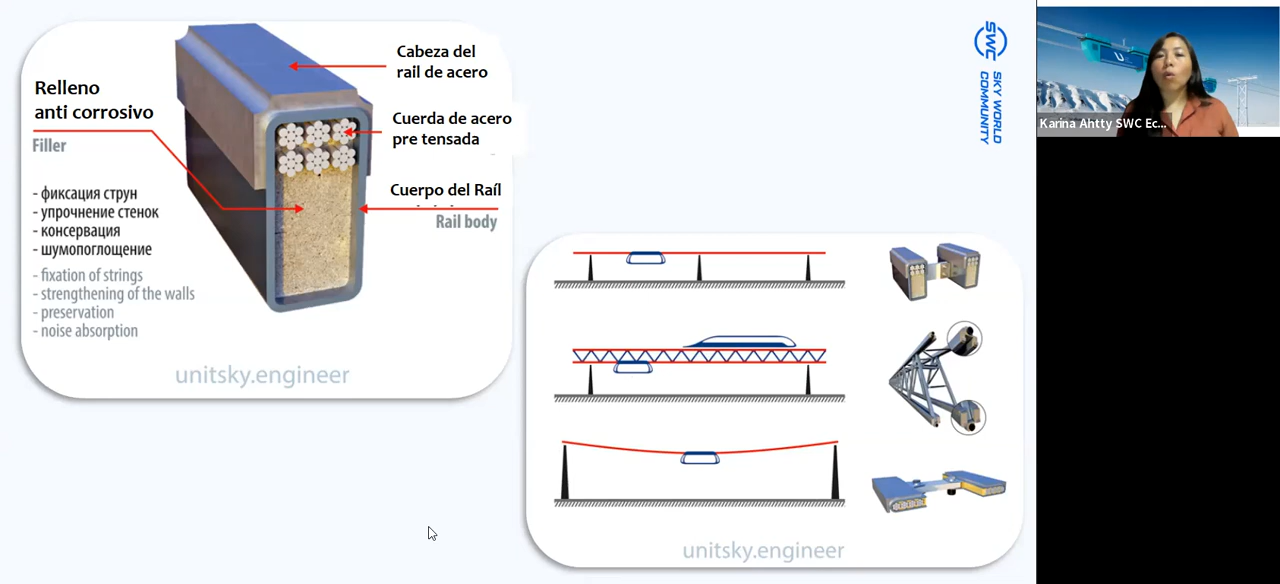 Cabeza del
rail de acero
Relleno
anti corrosivo
Filler
Cuerda de acero
pre tensada
Cuerpo del Raíl
Rail body
- фиксация струн
- упрочнение стенок
- консервация
- шумопоглощение
- fixation of strings
- strengthening of the walls
- preservation
- noise absorption
unitsky.engineer
unitsky.engineer
SWC
SKY WORLD
COMMUNITY
Karina Ahtty SWC Ec...